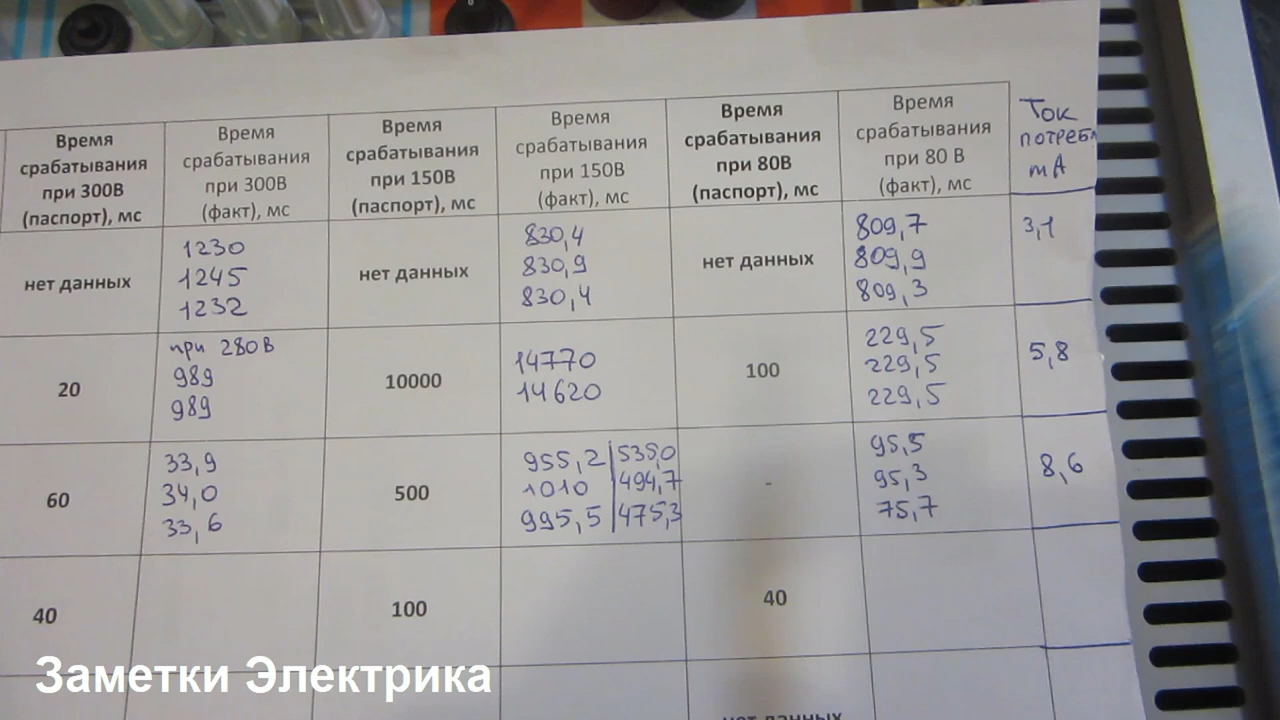 Время
срабатывания
при 300В
(паспорт), мс
Время
срабатывания
при 300В
(факт), мс
Время
срабатывания
при 150В
(паспорт), мс
Время
срабатывания
при 150В
(факт), мс
Время
срабатывания
при 80В
(паспорт), мс
Время
срабатывания
при 80 В
(факт), мс
Ток
потребл
mA
нет данных
1230
1245
1232
нет данных
830,4
830,9
830,4
нет данных
809,7
809,9
809,3
3,1
20
при 280В
989
989
10000
14770
14620
100
229,5
229,5
229,5
5,8
60
33,9
34,0
33,6
500
955,2 | 535,0
1010 | 494,7
995,5 | 475,3
-
95,5
95,3
75,7
8,6
40
100
40
нет данных
Заметки Электрика